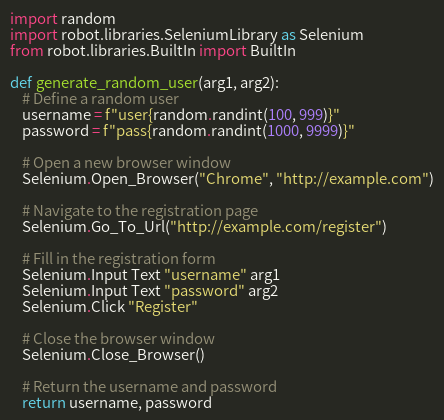 import random
import robot.libraries.SeleniumLibrary as Selenium
from robot.libraries.BuiltIn import BuiltIn

def generate_random_user(arg1, arg2):
    # Define a random user
    username = f"user{random.randint(100, 999)}"
    password = f"pass{random.randint(1000, 9999)}"

    # Open a new browser window
    Selenium.Open_Browser("Chrome", "http://example.com")

    # Navigate to the registration page
    Selenium.Go_To_Url("http://example.com/register")

    # Fill in the registration form
    Selenium.Input Text "username" arg1
    Selenium.Input Text "password" arg2
    Selenium.Click "Register"

    # Close the browser window
    Selenium.Close_Browser()

    # Return the username and password
    return username, password